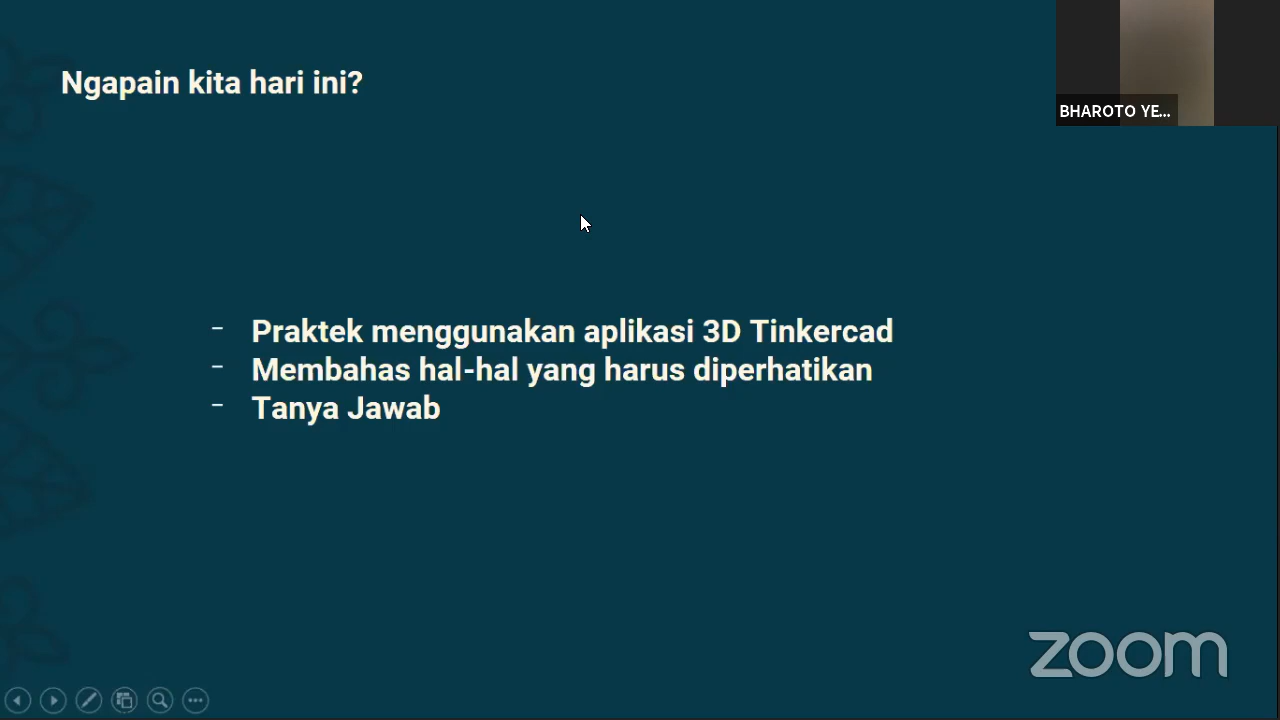 Ngapain kita hari ini?
BHAROTO YE...
- Praktek menggunakan aplikasi 3D Tinkercad
- Membahas hal-hal yang harus diperhatikan
- Tanya Jawab
zoom